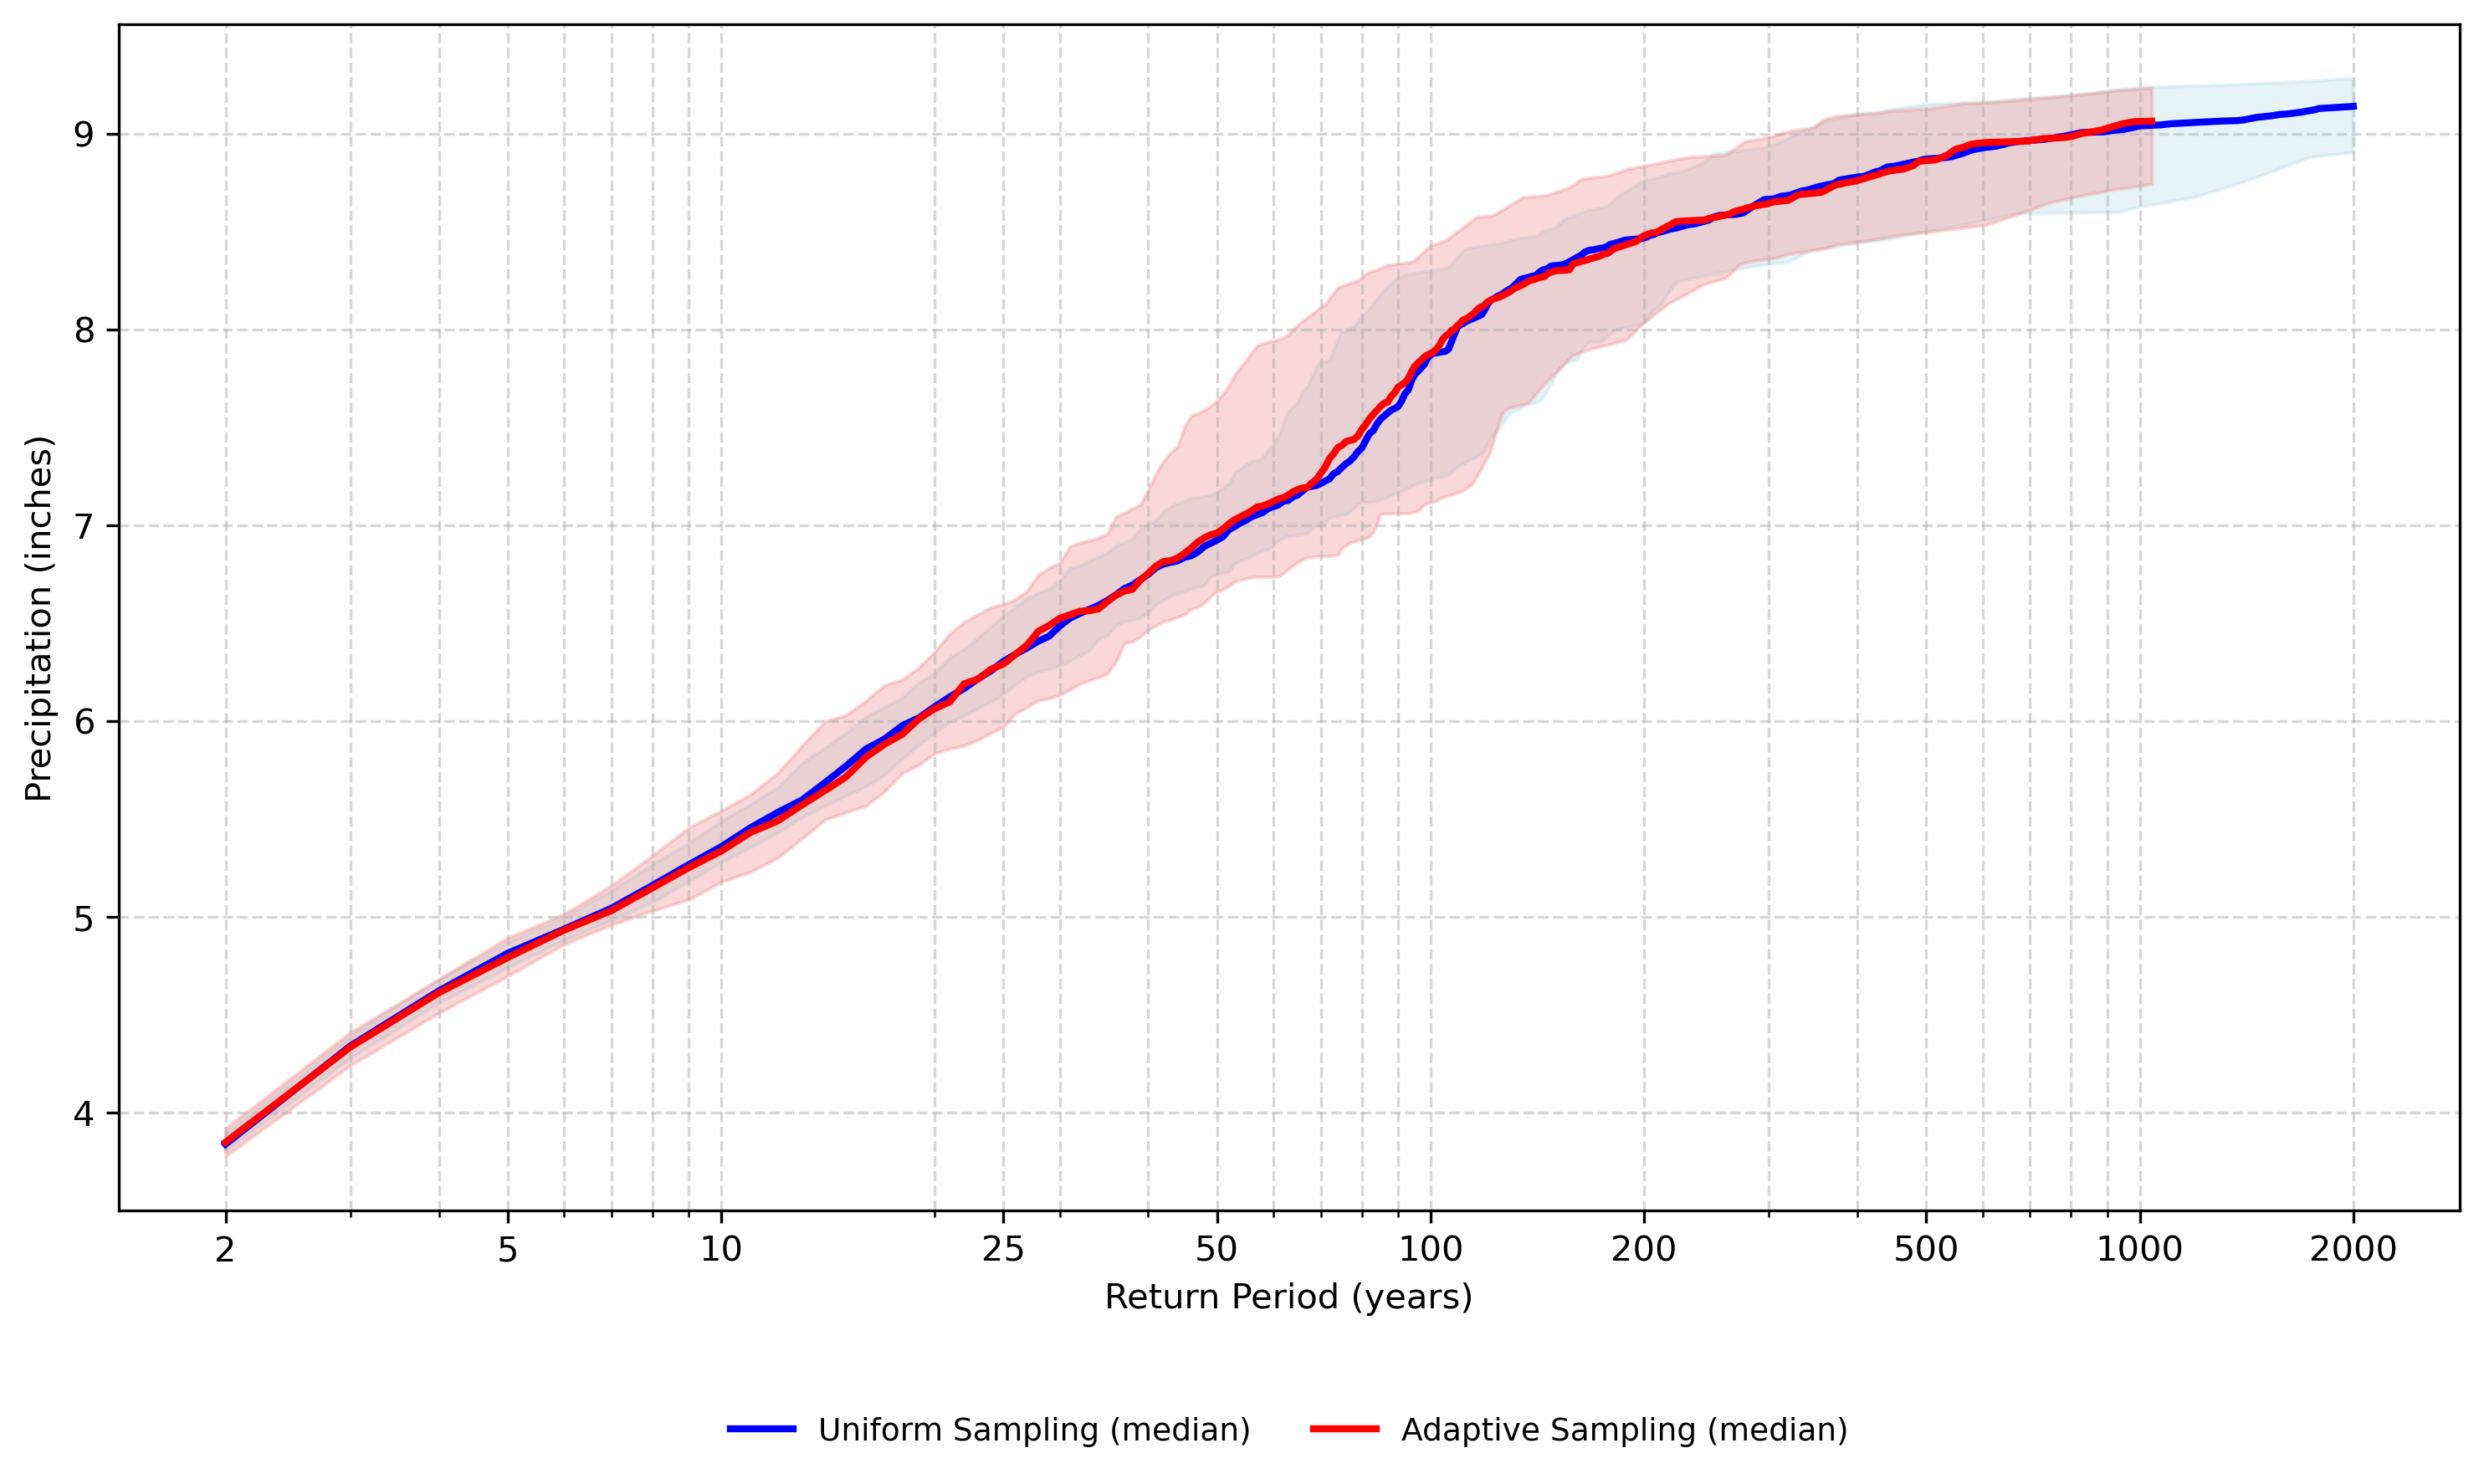 9
8
7
6
5
4
Precipitation (inches)
2 5 10 25 50 100 200 500 1000 2000
Return Period (years)
Uniform Sampling (median) Adaptive Sampling (median)